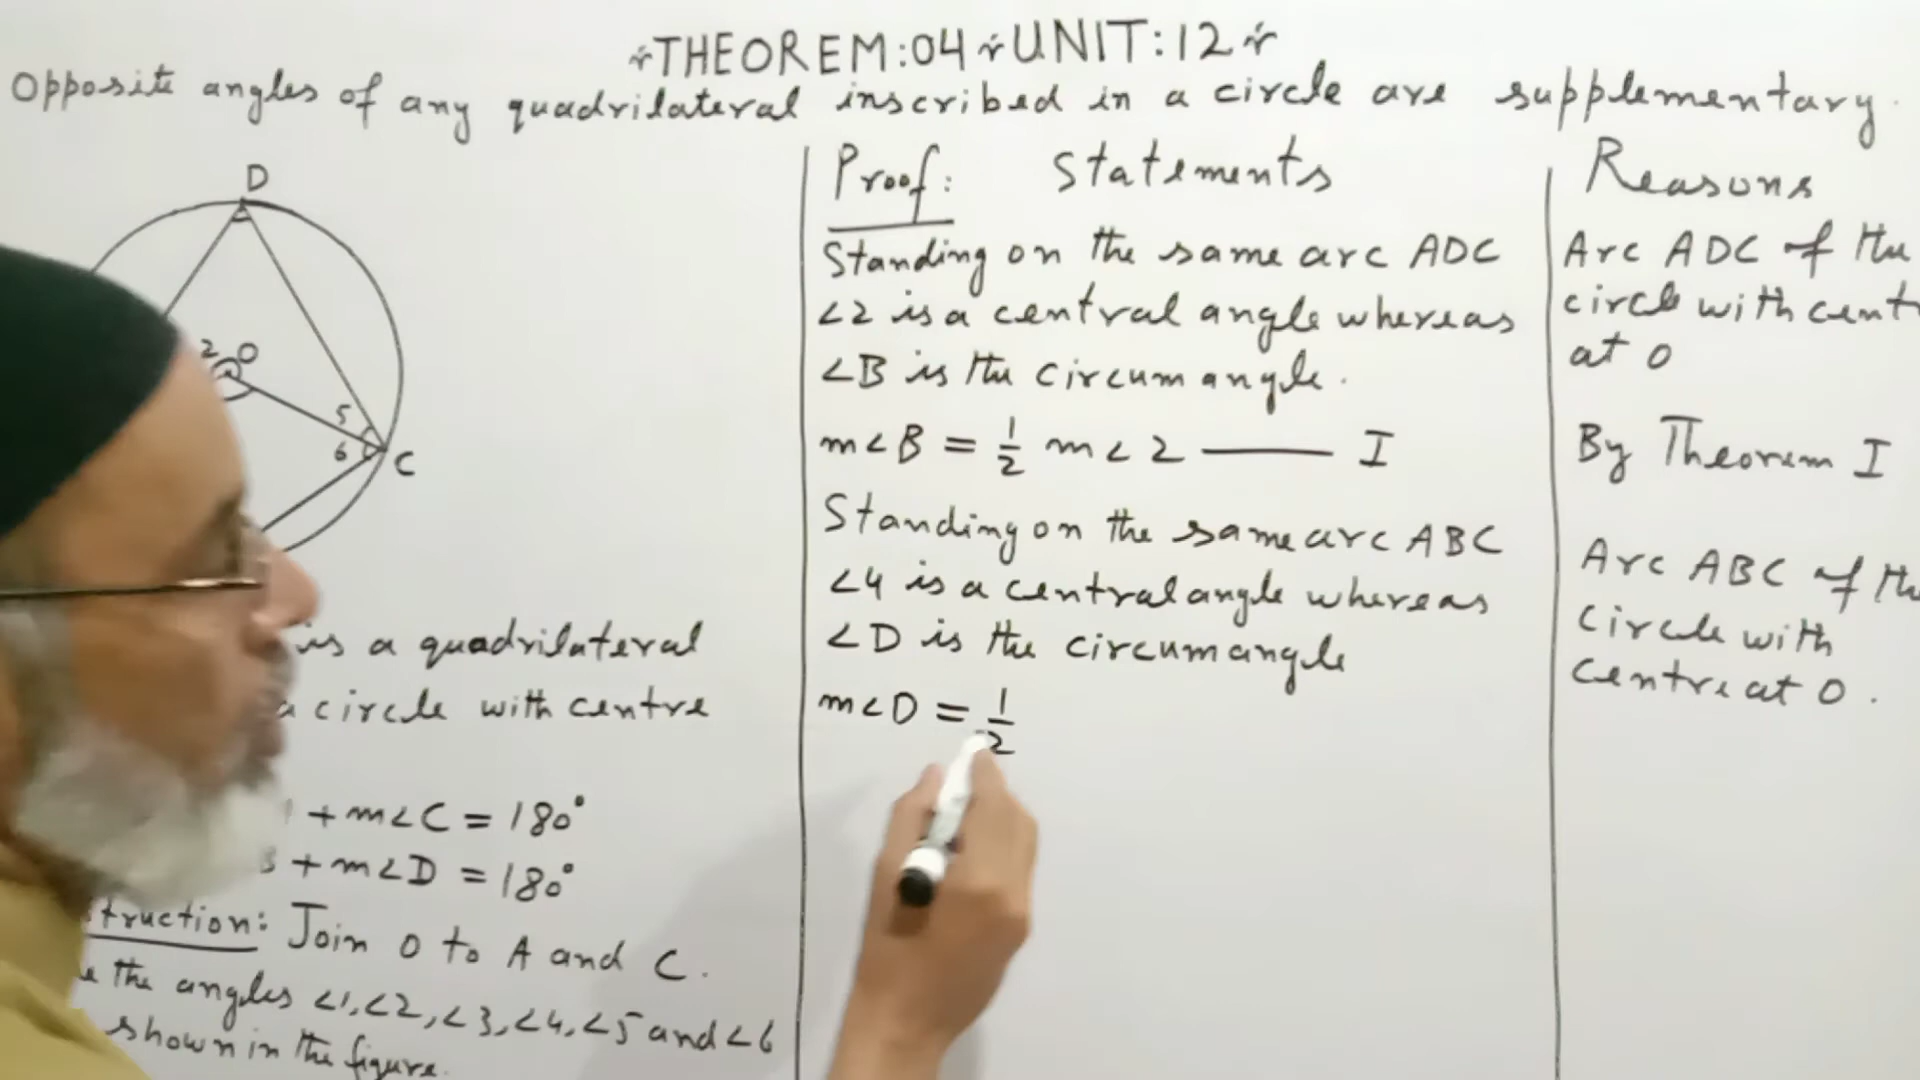 THEOREM:04 UNIT:12
Opposite angles of any quadrilateral inscribed in a circle are supplementary.
D
2 O
5
6
C
is a quadrilateral
a circle with centre
+ m∠C = 180°
+ m∠D = 180°
truction: Join O to A and C.
the angles ∠1, ∠2, ∠3, ∠4, ∠5 and ∠6
shown in the figure.
Proof: Statements
Standing on the same arc ADC
∠2 is a central angle whereas
∠B is the circumangle.
m∠B = 1/2 m∠2 —— I
Standing on the same arc ABC
∠4 is a central angle whereas
∠D is the circumangle
m∠D = 1/2
Reasons
Arc ADC of the
circle with cent
at O
By Theorem I
Arc ABC of the
Circle with
Centre at O.